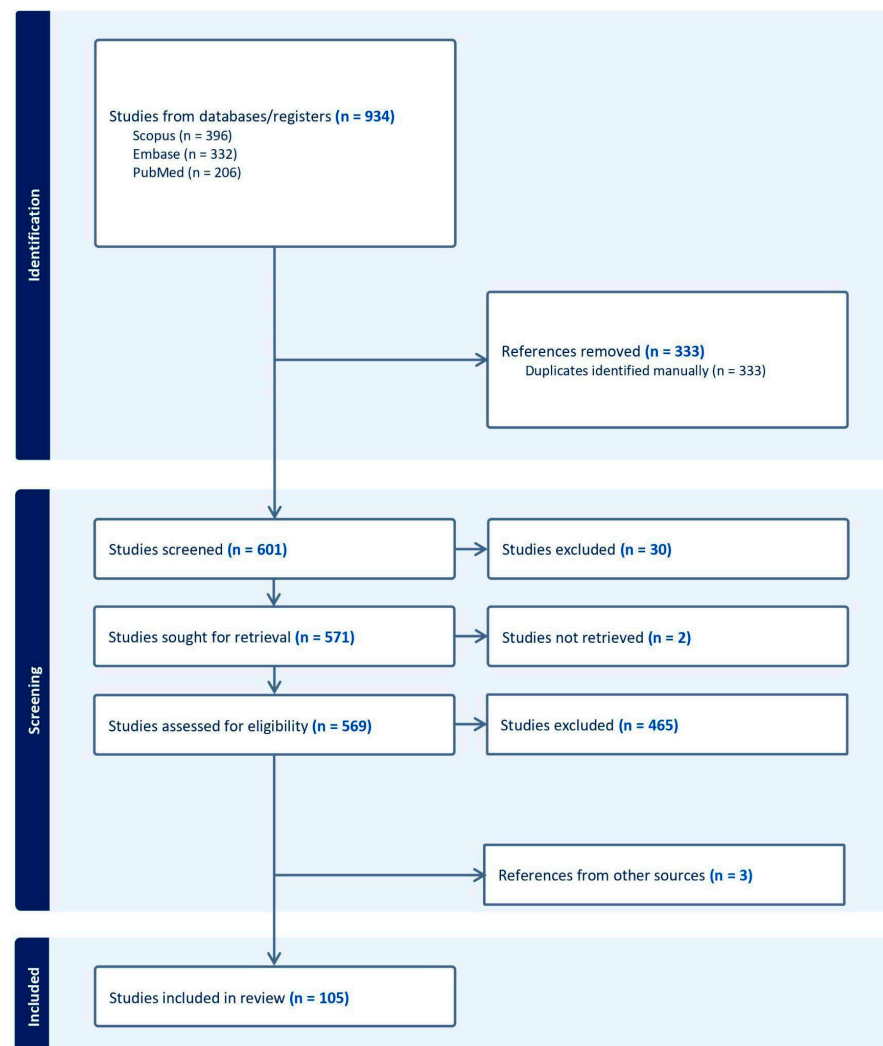 Identification
Studies from databases/registers (n = 934)
Scopus (n = 396)
Embase (n = 332)
PubMed (n = 206)
References removed (n = 333)
Duplicates identified manually (n = 333)
Screening
Studies screened (n = 601)
Studies excluded (n = 30)
Studies sought for retrieval (n = 571)
Studies not retrieved (n = 2)
Studies assessed for eligibility (n = 569)
Studies excluded (n = 465)
References from other sources (n = 3)
Included
Studies included in review (n = 105)